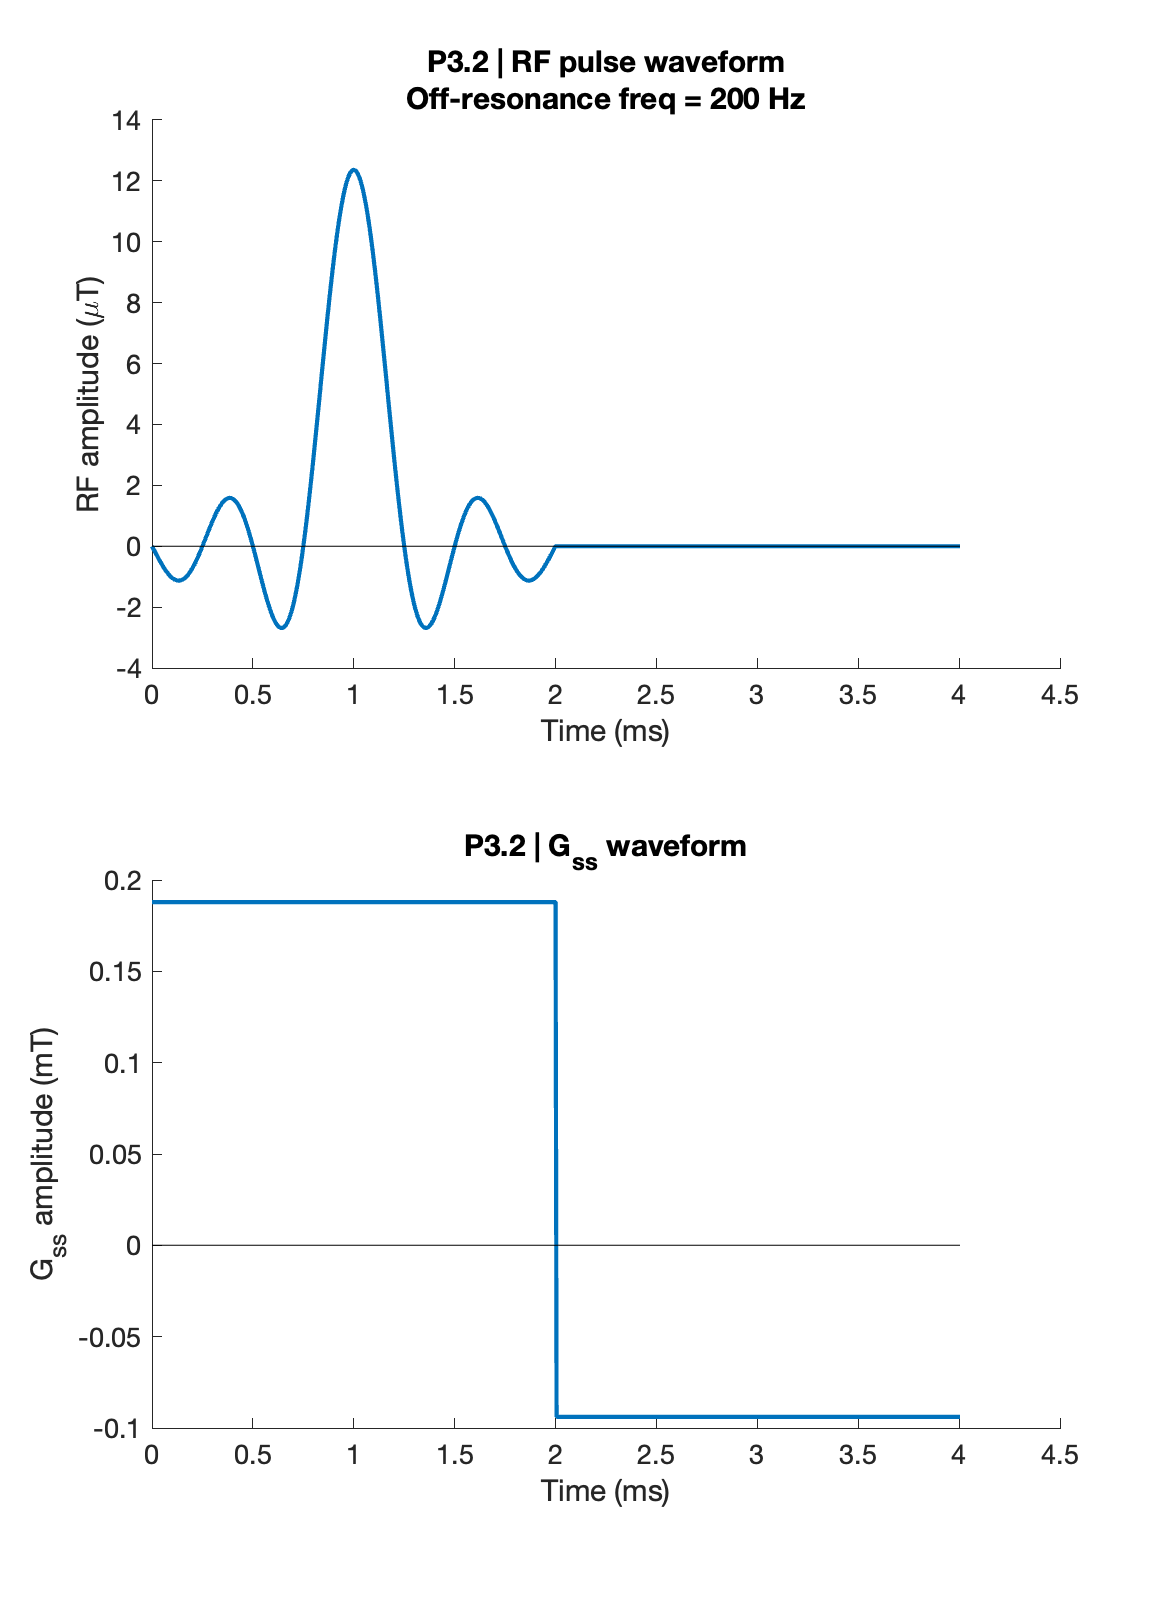 P3.2 | RF pulse waveform
Off-resonance freq = 200 Hz
14
12
10
8
6
4
2
0
-2
-4
RF amplitude (μT)
0 0.5 1 1.5 2 2.5 3 3.5 4 4.5
Time (ms)
P3.2 | Gss waveform
0.2
0.15
0.1
0.05
0
-0.05
-0.1
Gss amplitude (mT)
0 0.5 1 1.5 2 2.5 3 3.5 4 4.5
Time (ms)